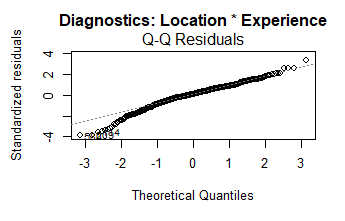 Diagnostics: Location * Experience
Q-Q Residuals
Standardized residuals
4
2
0
-4
-3
-2
-1
0
1
2
3
Theoretical Quantiles